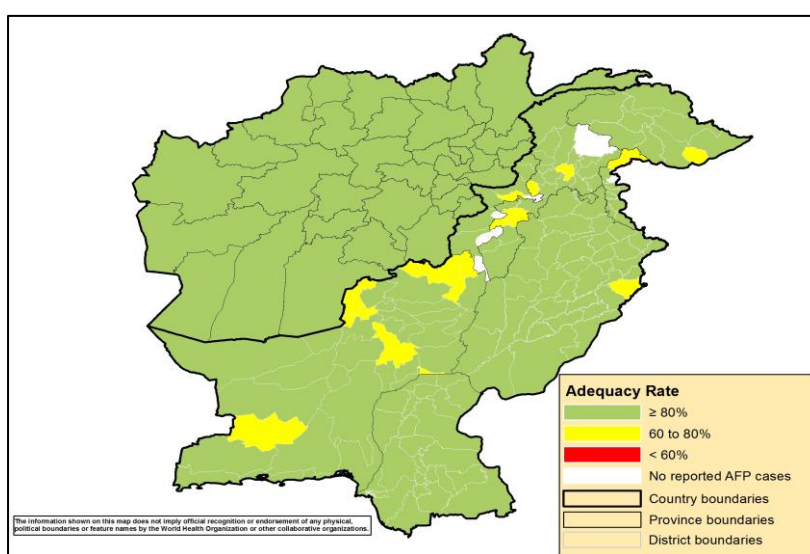 Adequacy Rate
≥ 80%
60 to 80%
< 60%
No reported AFP cases
Country boundaries
Province boundaries
District boundaries
The information shown on this map does not imply official recognition or endorsement of any physical,
political boundaries or feature names by the World Health Organization or other collaborative organizations.